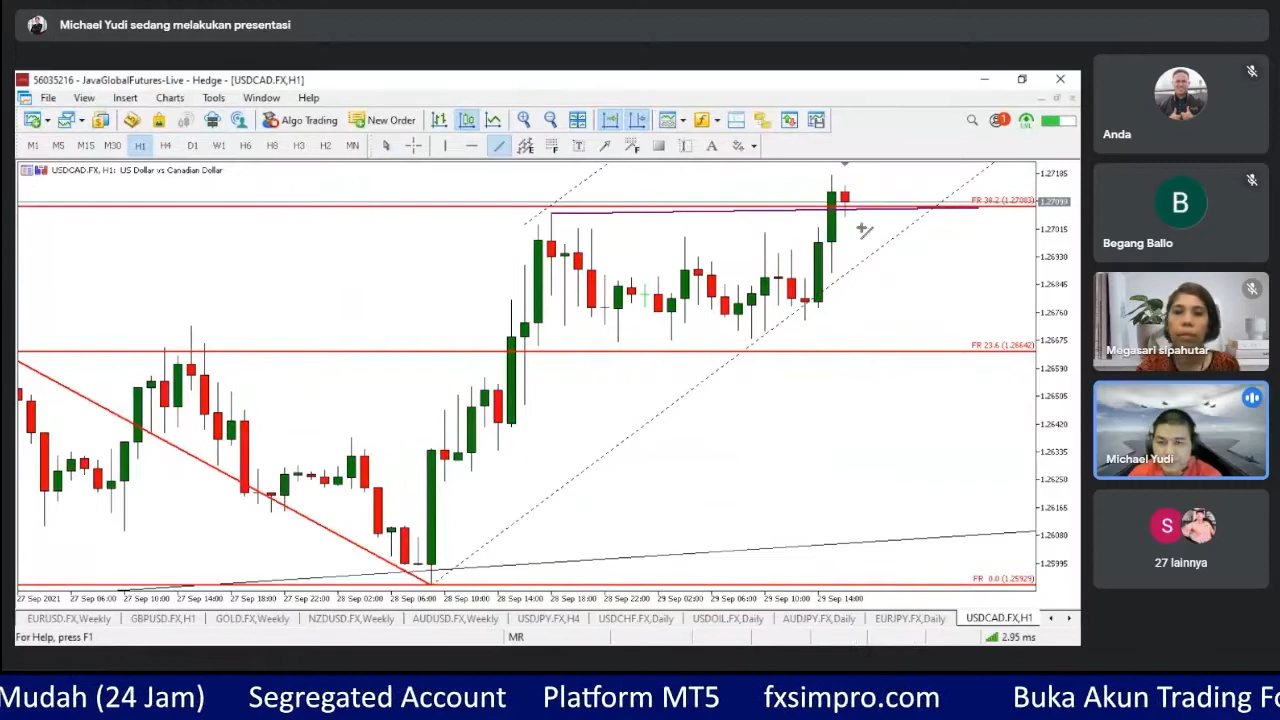 Michael Yudi sedang melakukan presentasi
56035216 - JavaGlobalFutures-Live - Hedge - [USDCAD.FX,H1]
File View Insert Charts Tools Window Help
Algo Trading New Order
1
M1 M5 M15 M30 H1 H4 D1 W1 H6 H8 H3 H2 MN
USDCAD.FX, H1: US Dollar vs Canadian Dollar
1.27185
FR 38.2 (1.27083)
1.27099
1.27015
1.26930
1.26845
1.26760
1.26675
FR 23.6 (1.26642)
1.26590
1.26505
1.26420
1.26335
1.26250
1.26165
1.26080
1.25995
FR 0.0 (1.25929)
27 Sep 2021 27 Sep 06:00 27 Sep 10:00 27 Sep 14:00 27 Sep 18:00 27 Sep 22:00 28 Sep 02:00 28 Sep 06:00 28 Sep 10:00 28 Sep 14:00 28 Sep 18:00 28 Sep 22:00 29 Sep 02:00 29 Sep 06:00 29 Sep 10:00 29 Sep 14:00
EURUSD.FX,Weekly GBPUSD.FX,H1 GOLD.FX,Weekly NZDUSD.FX,Weekly AUDUSD.FX,Weekly USDJPY.FX,H4 USDCHF.FX,Daily USDOIL.FX,Daily AUDJPY.FX,Daily EURJPY.FX,Daily USDCAD.FX,H1
For Help, press F1 MR 2.95 ms
Anda
B
Begang Ballo
Megasari sipahutar
Michael Yudi
S
27 lainnya
Mudah (24 Jam) Segregated Account Platform MT5 fxsimpro.com Buka Akun Trading Fo